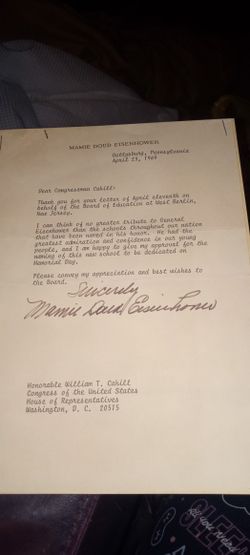 MAMIE DOUD EISENHOWER
Gettysburg, Pennsylvania
April 23, 1969
Dear Congressman Cahill:
Thank you for your letter of April eleventh on
behalf of the Board of Education at West Berlin,
New Jersey.
I can think of no greater tribute to General
Eisenhower than the schools throughout our nation
that have been noted in his honor. He had the
greatest admiration and confidence in our young
people, and I am happy to give my approval for the
naming of this new school to be dedicated on
Memorial Day.
Please convey my appreciation and best wishes to
the Board.
Sincerely
Mamie Doud Eisenhower
Honorable William T. Cahill
Congress of the United States
House of Representatives
Washington, D. C. 20515